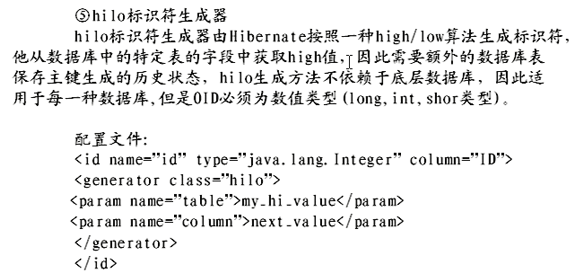 ⑤hilo标识符生成器
hilo标识符生成器由Hibernate按照一种high/low算法生成标识符,
他从数据库中的特定表的字段中获取high值, 因此需要额外的数据库表
保存主键生成的历史状态, hilo生成方法不依赖于底层数据库, 因此适
用于每一种数据库,但是OID必须为数值类型(long,int,shor类型)。
配置文件:
<id name="id" type="java.lang.Integer" column="ID">
<generator class="hilo">
<param name="table">my_hi_value</param>
<param name="column">next_value</param>
</generator>
</id>